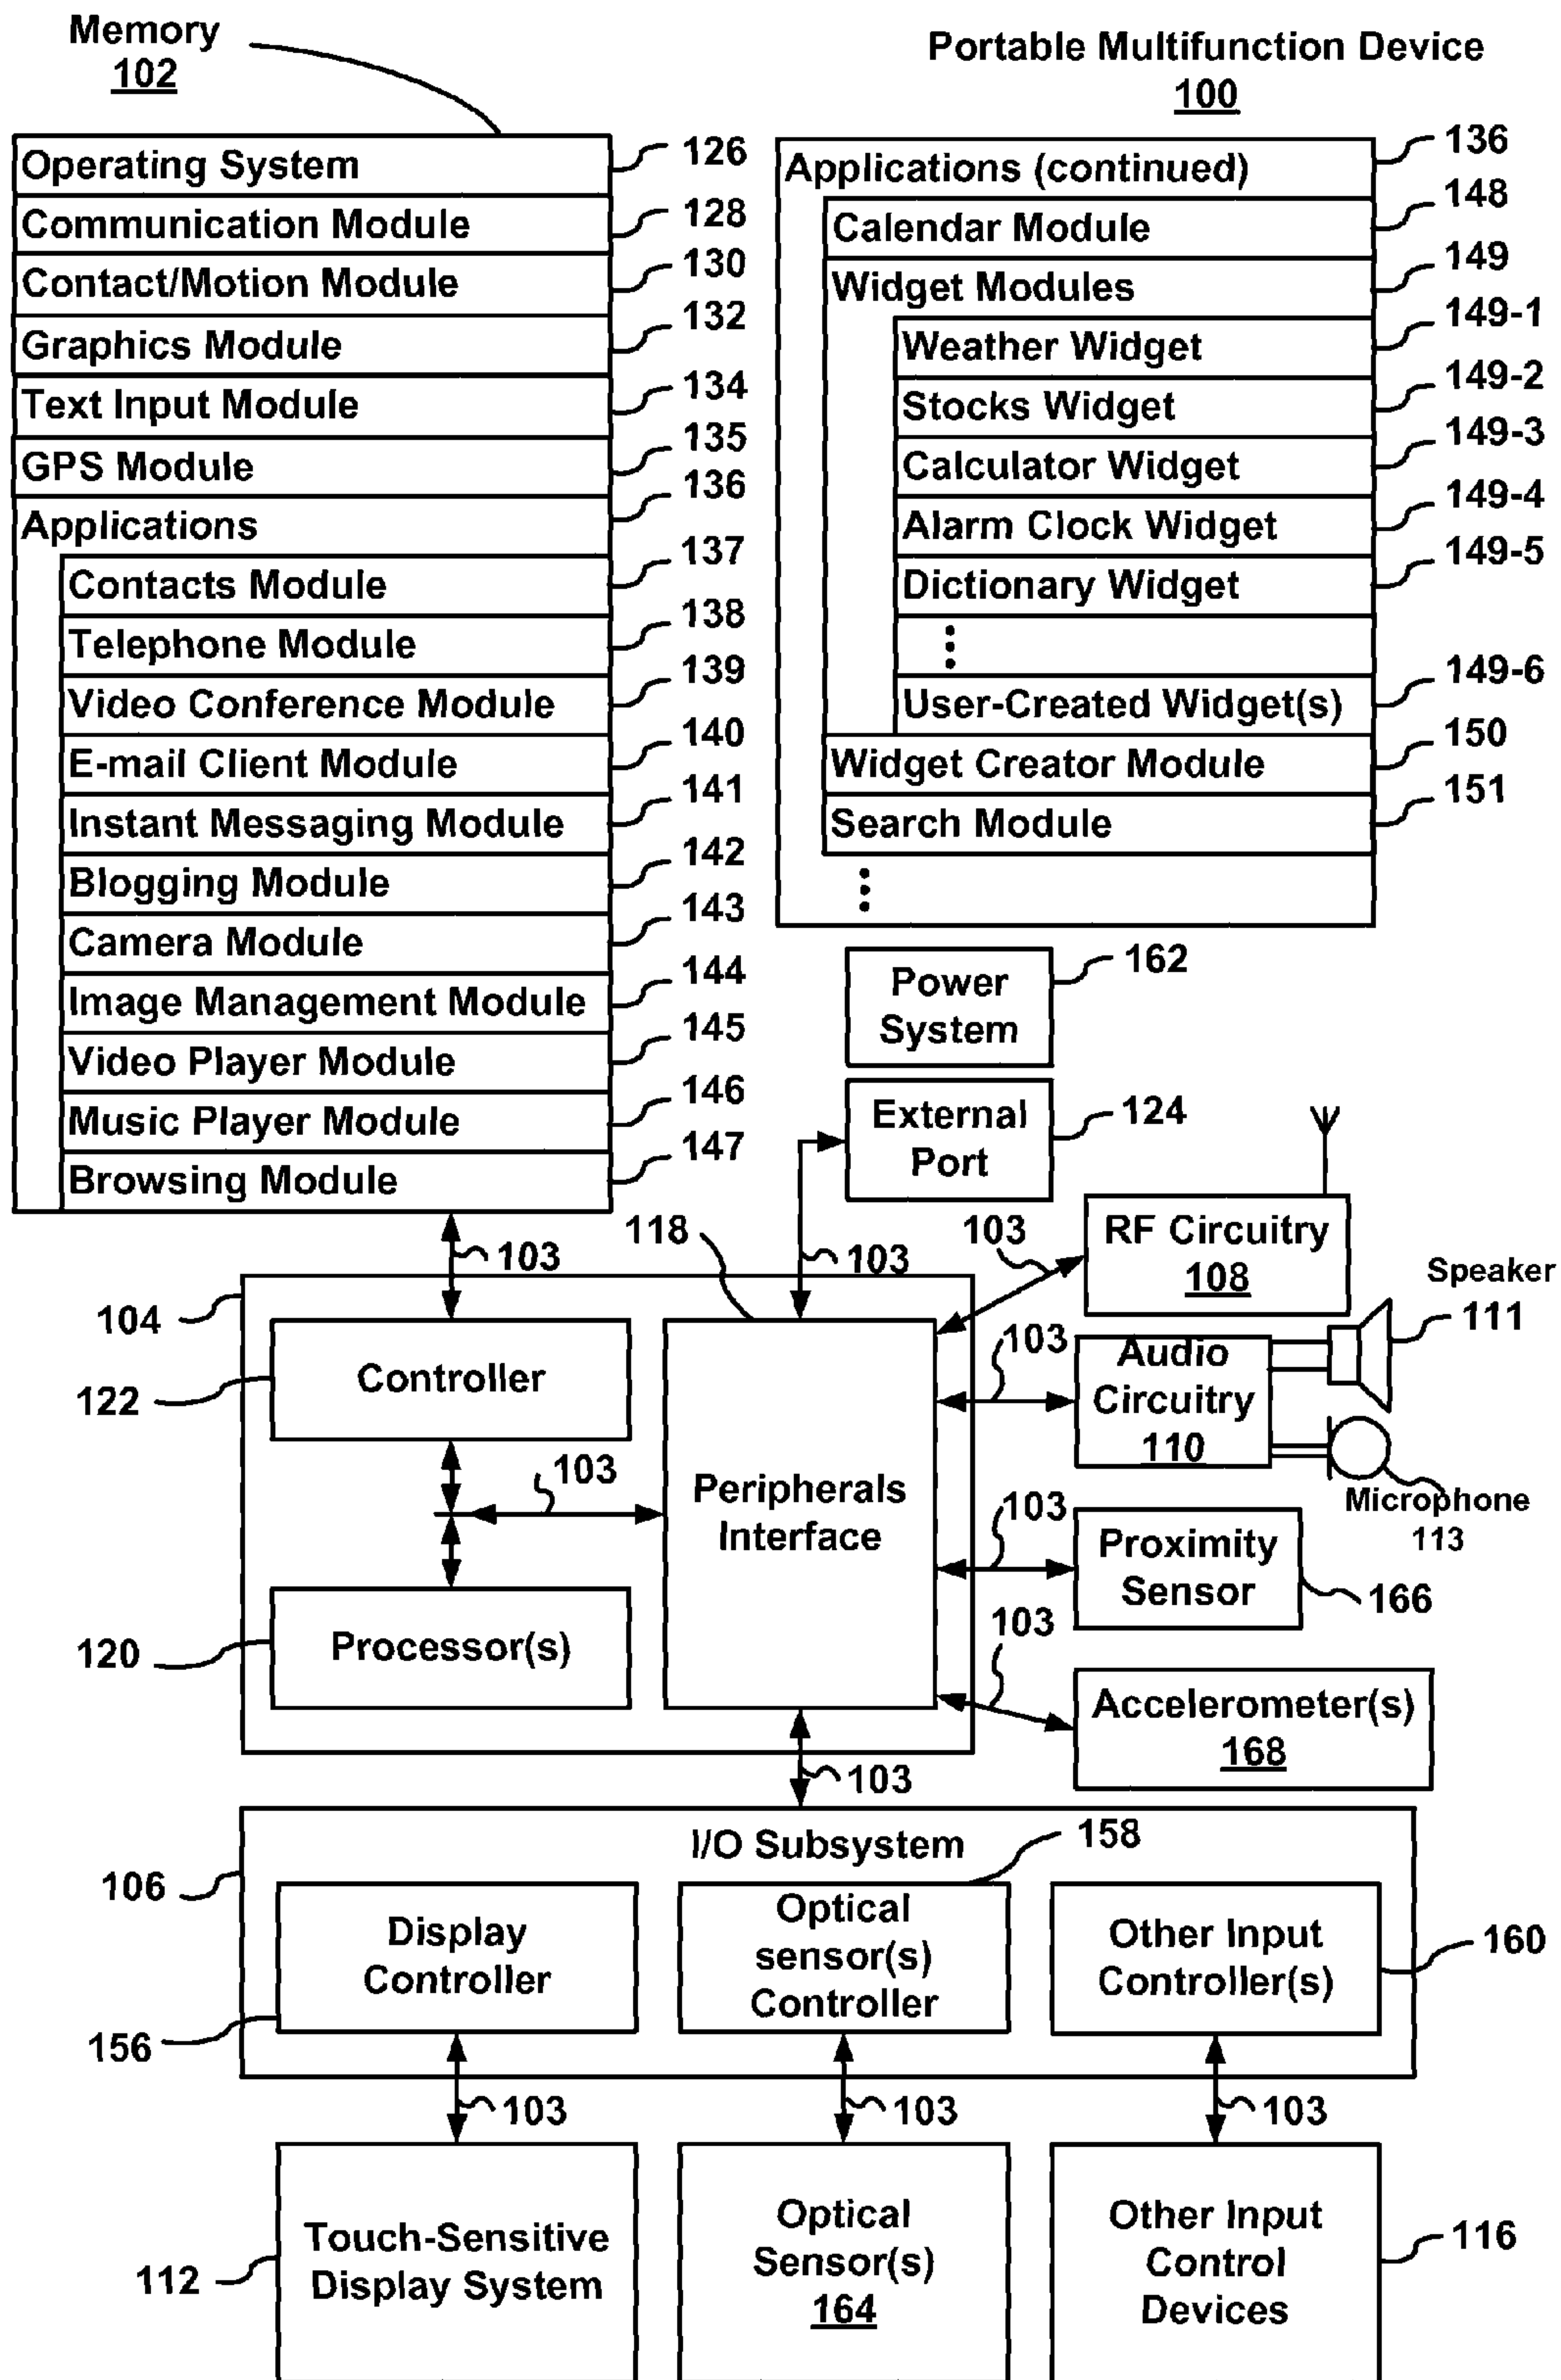 Memory
102
Operating System
126
Communication Module
128
Contact/Motion Module
130
Graphics Module
132
Text Input Module
134
GPS Module
135
Applications
136
Contacts Module
137
Telephone Module
138
Video Conference Module
139
E-mail Client Module
140
Instant Messaging Module
141
Blogging Module
142
Camera Module
143
Image Management Module
144
Video Player Module
145
Music Player Module
146
Browsing Module
147
Portable Multifunction Device
100
Applications (continued)
136
Calendar Module
148
Widget Modules
149
Weather Widget
149-1
Stocks Widget
149-2
Calculator Widget
149-3
Alarm Clock Widget
149-4
Dictionary Widget
149-5
User-Created Widget(s)
149-6
Widget Creator Module
150
Search Module
151
Power
System
162
External
Port
124
103
118
103
103
RF Circuitry
108
Speaker
111
104
Controller
122
103
Audio
Circuitry
110
Microphone
113
103
Peripherals
Interface
103
Proximity
Sensor
166
Processor(s)
120
103
Accelerometer(s)
168
103
I/O Subsystem
106
158
Display
Controller
156
Optical
sensor(s)
Controller
Other Input
Controller(s)
160
103
103
103
Touch-Sensitive
Display System
112
Optical
Sensor(s)
164
Other Input
Control
Devices
116